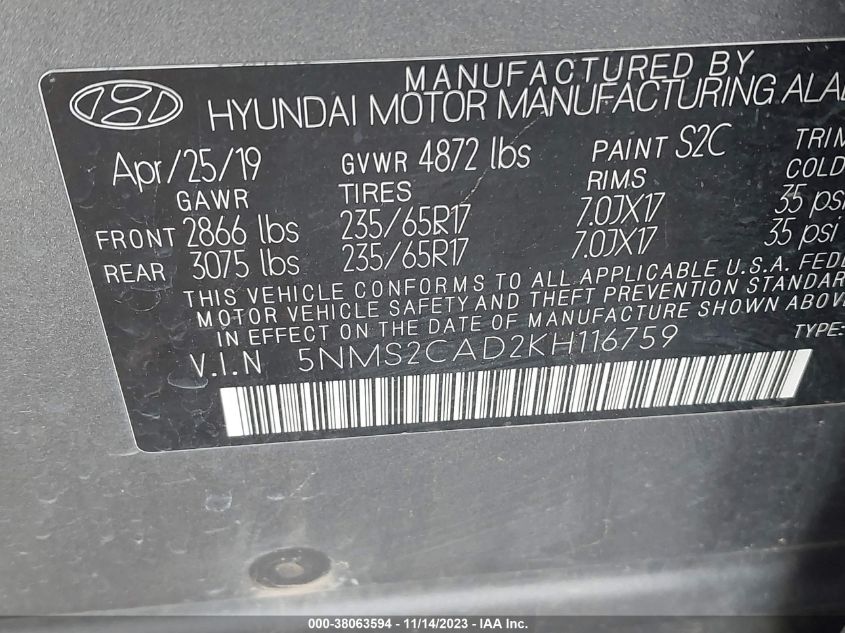 MANUFACTURED BY
HYUNDAI MOTOR MANUFACTURING
Apr/25/19 GVWR 4872 lbs PAINT S2C
GAWR TIRES RIMS COLD
FRONT 2866 lbs 235/65R17 7.0JX17 35 psi
REAR 3075 lbs 235/65R17 7.0JX17 35 psi
THIS VEHICLE CONFORMS TO ALL APPLICABLE U.S.A.
MOTOR VEHICLE SAFETY AND THEFT PREVENTION STANDAR
IN EFFECT ON THE DATE OF MANUFACTURE SHOWN ABOV
V.I.N 5NMS2CAD2KH116759 TYPE:
000-38063594 - 11/14/2023 - IAA Inc.